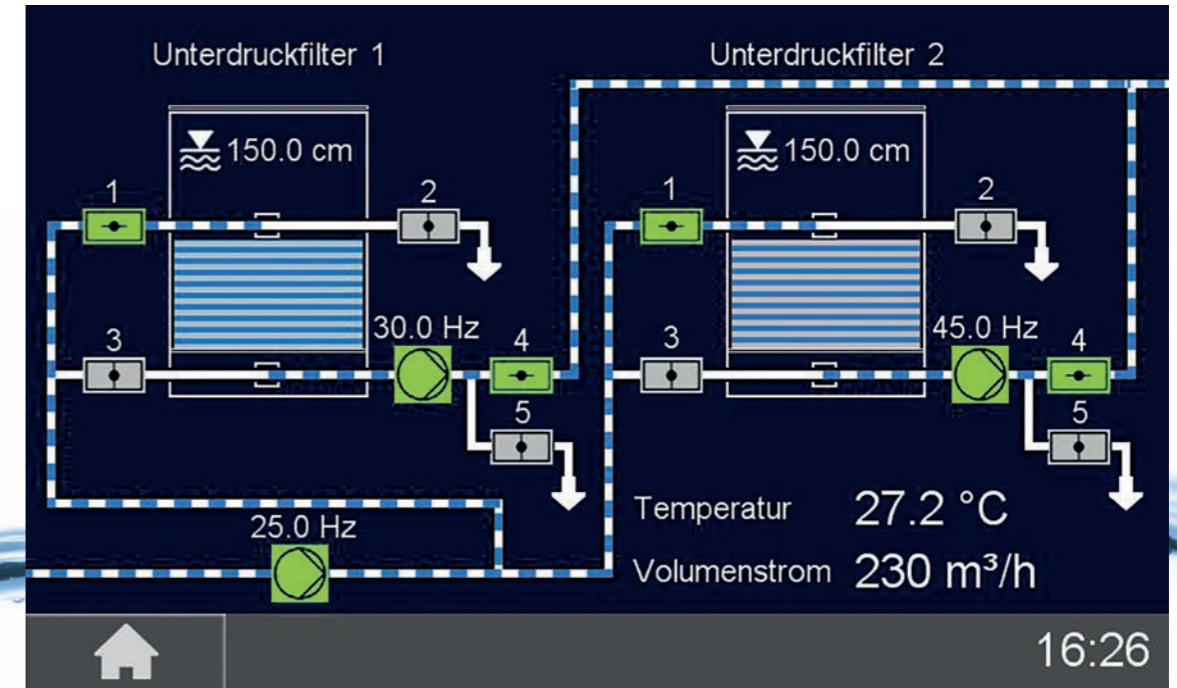 Unterdruckfilter 1
Unterdruckfilter 2
150.0 cm
150.0 cm
1
2
1
2
30.0 Hz
45.0 Hz
3
4
3
4
5
5
Temperatur 27.2 °C
25.0 Hz
Volumenstrom 230 m³/h
16:26